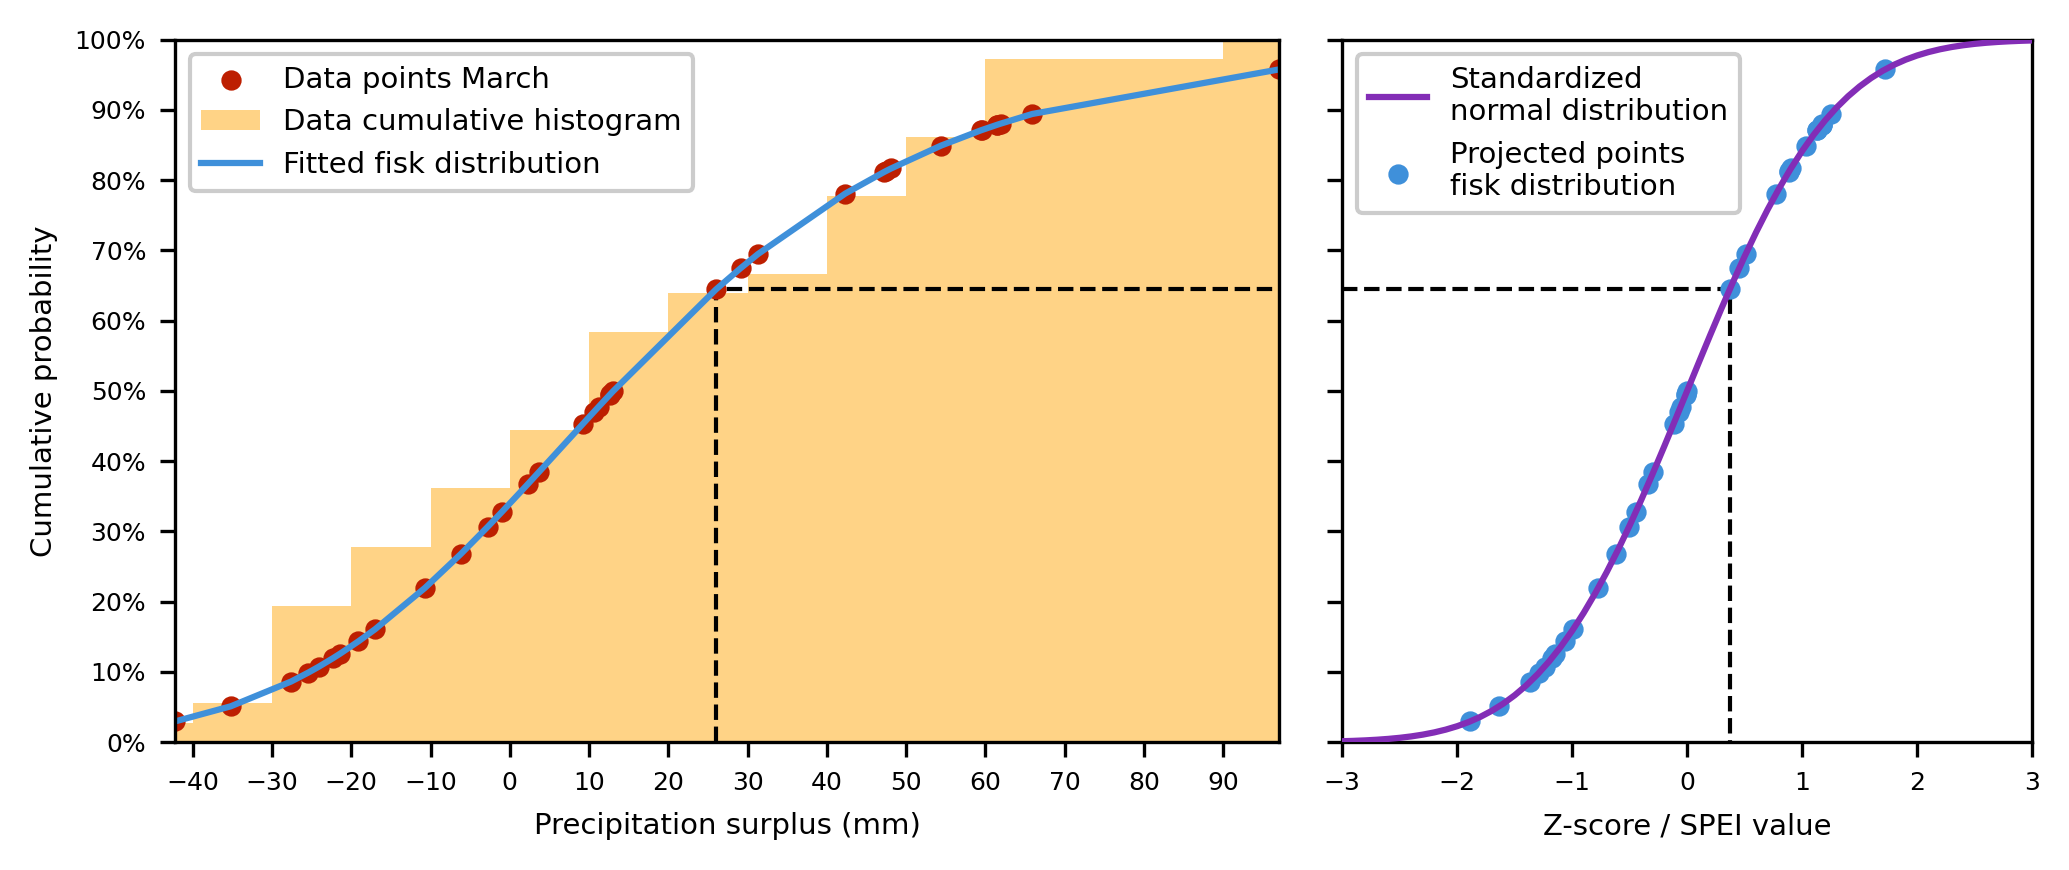 100%
90%
80%
70%
60%
50%
40%
30%
20%
10%
0%
Cumulative probability
Data points March
Data cumulative histogram
Fitted fisk distribution
−40 −30 −20 −10 0 10 20 30 40 50 60 70 80 90
Precipitation surplus (mm)
Standardized
normal distribution
Projected points
fisk distribution
−3 −2 −1 0 1 2 3
Z-score / SPEI value